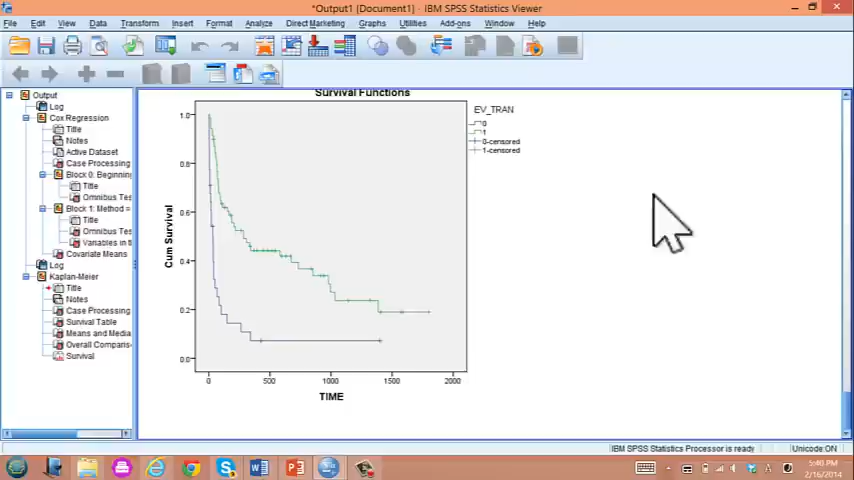 *Output1 [Document1] - IBM SPSS Statistics Viewer
File Edit View Data Transform Insert Format Analyze Direct Marketing Graphs Utilities Add-ons Window Help
Output
Log
Cox Regression
Title
Notes
Active Dataset
Case Processing
Block 0: Beginning
Title
Omnibus Tes
Block 1: Method =
Title
Omnibus Tes
Variables in t
Covariate Means
Log
Kaplan-Meier
Title
Notes
Case Processing
Survival Table
Means and Media
Overall Comparis
Survival
Survival Functions
EV_TRAN
0
1
0-censored
1-censored
Cum Survival
1.0
0.8
0.6
0.4
0.2
0.0
0 500 1000 1500 2000
TIME
IBM SPSS Statistics Processor is ready Unicode:ON
5:40 PM
2/16/2014